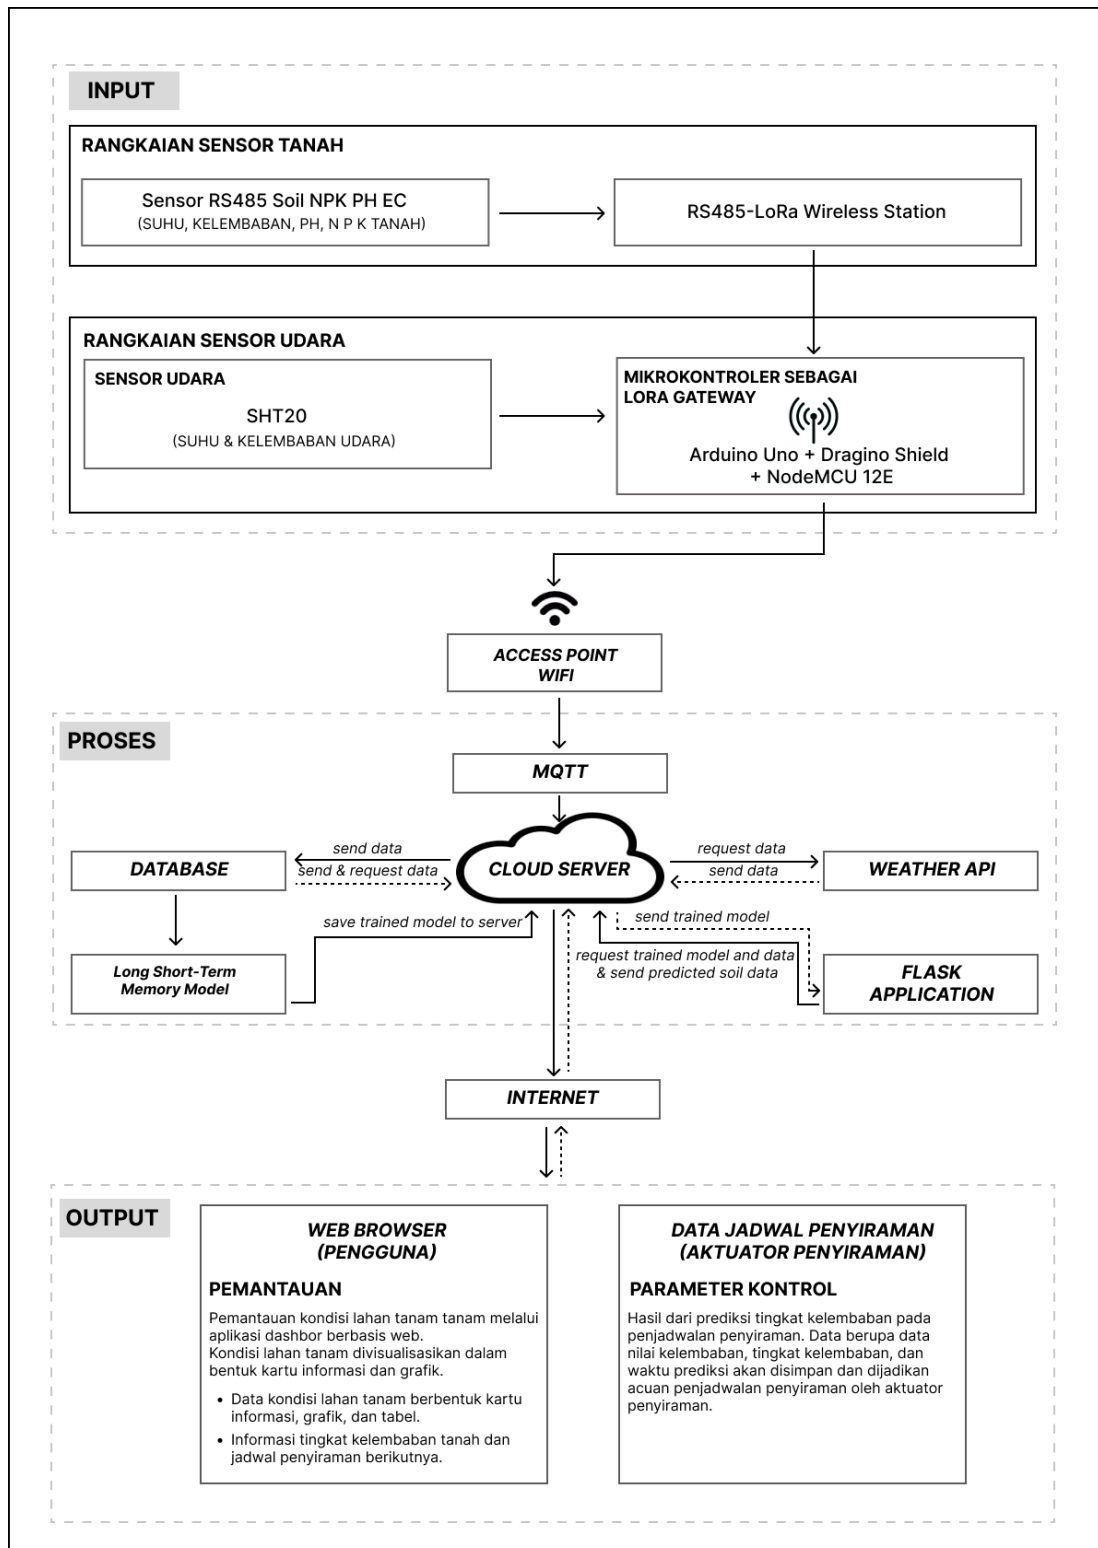 INPUT
RANGKAIAN SENSOR TANAH
Sensor RS485 Soil NPK PH EC
(SUHU, KELEMBABAN, PH, N P K TANAH)
RS485-LoRa Wireless Station
RANGKAIAN SENSOR UDARA
SENSOR UDARA
SHT20
(SUHU & KELEMBABAN UDARA)
MIKROKONTROLER SEBAGAI
LORA GATEWAY
Arduino Uno + Dragino Shield
+ NodeMCU 12E
ACCESS POINT
WIFI
PROSES
MQTT
CLOUD SERVER
send data
send & request data
DATABASE
request data
send data
WEATHER API
save trained model to server
Long Short-Term
Memory Model
send trained model
request trained model and data
& send predicted soil data
FLASK
APPLICATION
INTERNET
OUTPUT
WEB BROWSER
(PENGGUNA)
PEMANTAUAN
Pemantauan kondisi lahan tanam tanam melalui
aplikasi dashbor berbasis web.
Kondisi lahan tanam divisualisasikan dalam
bentuk kartu informasi dan grafik.
• Data kondisi lahan tanam berbentuk kartu
informasi, grafik, dan tabel.
• Informasi tingkat kelembaban tanah dan
jadwal penyiraman berikutnya.
DATA JADWAL PENYIRAMAN
(AKTUATOR PENYIRAMAN)
PARAMETER KONTROL
Hasil dari prediksi tingkat kelembaban pada
penjadwalan penyiraman. Data berupa data
nilai kelembaban, tingkat kelembaban, dan
waktu prediksi akan disimpan dan dijadikan
acuan penjadwalan penyiraman oleh aktuator
penyiraman.